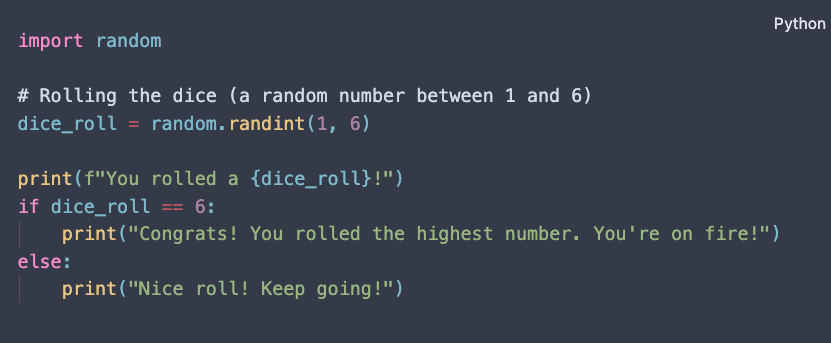 Python
import random
# Rolling the dice (a random number between 1 and 6)
dice_roll = random.randint(1, 6)
print(f"You rolled a {dice_roll}!")
if dice_roll == 6:
    print("Congrats! You rolled the highest number. You're on fire!")
else:
    print("Nice roll! Keep going!")